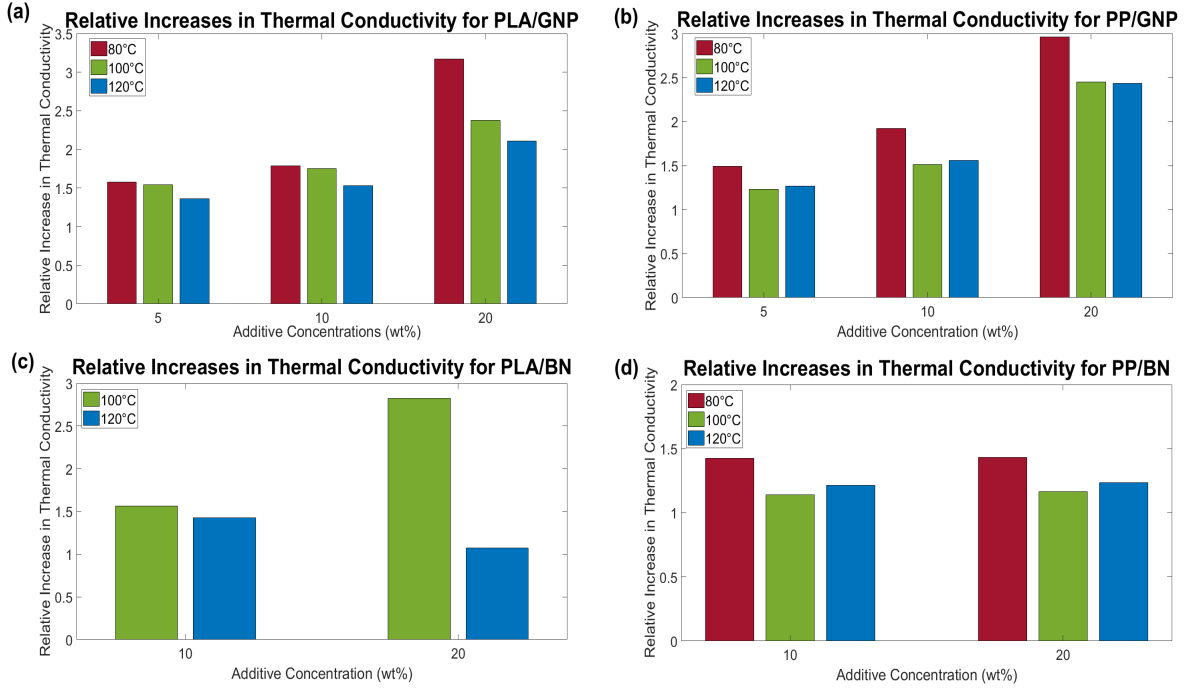 (a)
Relative Increases in Thermal Conductivity for PLA/GNP
Relative Increase in Thermal Conductivity
3.5
3
2.5
2
1.5
1
0.5
0
80°C
100°C
120°C
5
10
20
Additive Concentrations (wt%)
(b)
Relative Increases in Thermal Conductivity for PP/GNP
Relative Increase in Thermal Conductivity
3
2.5
2
1.5
1
0.5
0
80°C
100°C
120°C
5
10
20
Additive Concentration (wt%)
(c)
Relative Increases in Thermal Conductivity for PLA/BN
Relative Increase in Thermal Conductivity
3
2.5
2
1.5
1
0.5
0
100°C
120°C
10
20
Additive Concentration (wt%)
(d)
Relative Increases in Thermal Conductivity for PP/BN
Relative Increase in Thermal Conductivity
2
1.5
1
0.5
0
80°C
100°C
120°C
10
20
Additive Concentration (wt%)